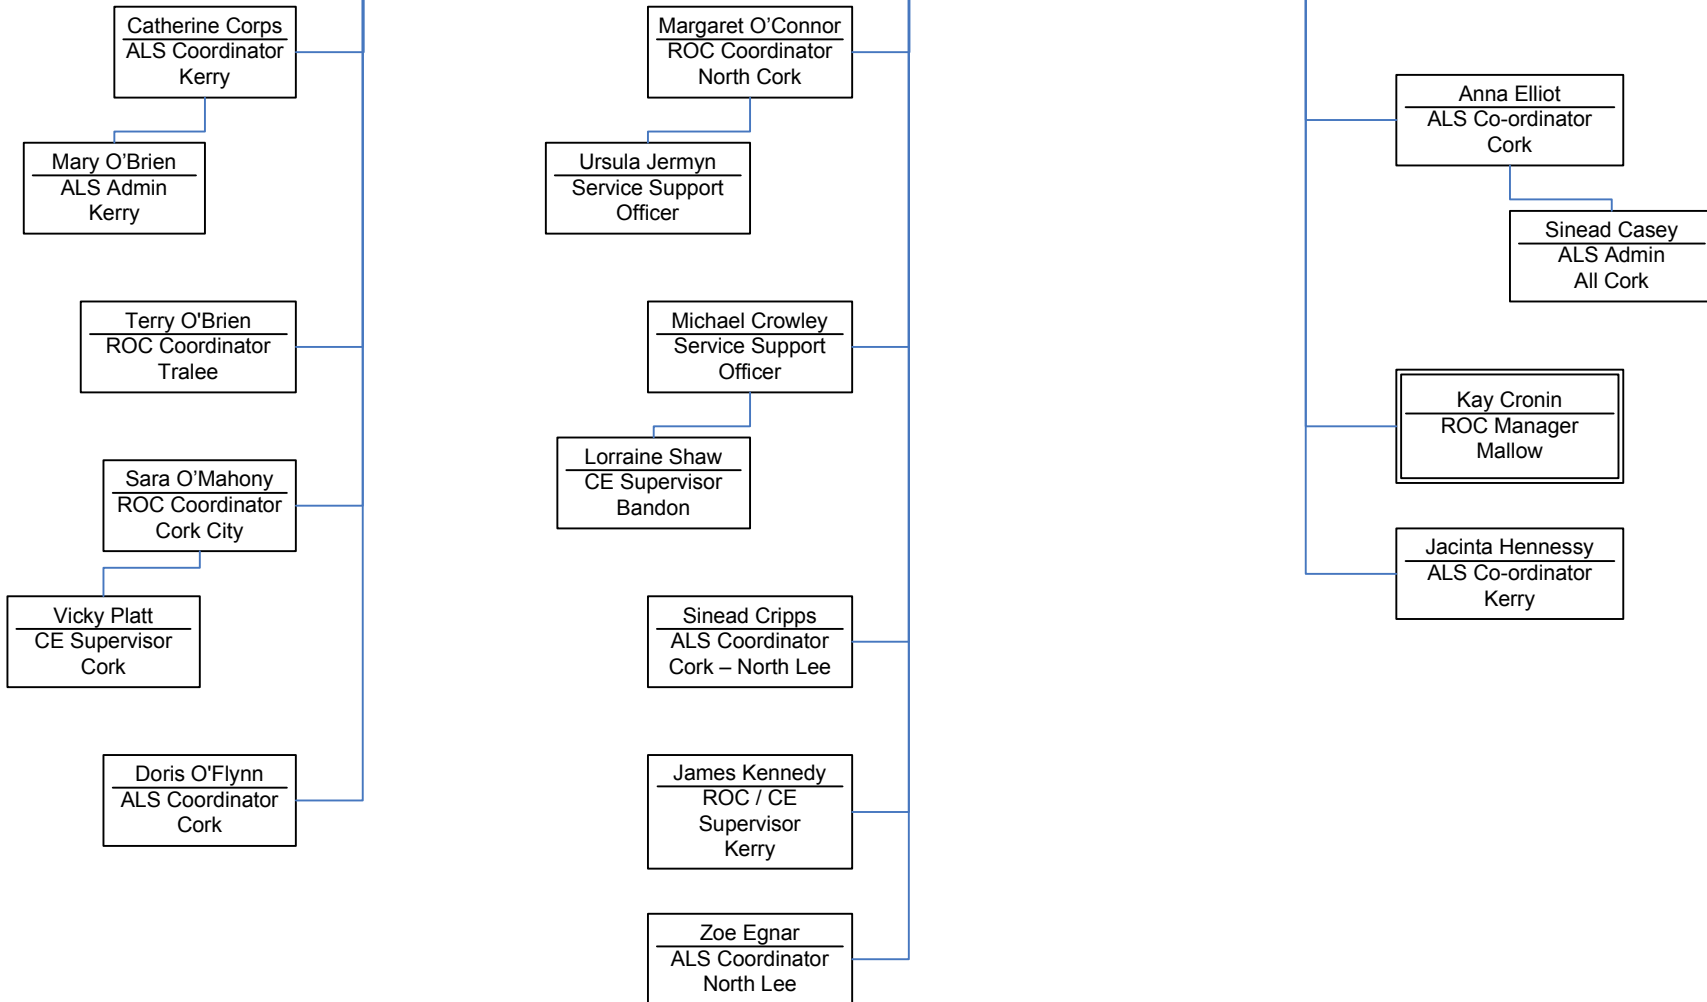 Catherine Corps
ALS Coordinator
Kerry
Mary O’Brien
ALS Admin
Kerry
Terry O'Brien
ROC Coordinator
Tralee
Sara O’Mahony
ROC Coordinator
Cork City
Vicky Platt
CE Supervisor
Cork
Doris O'Flynn
ALS Coordinator
Cork
Margaret O’Connor
ROC Coordinator
North Cork
Ursula Jermyn
Service Support
Officer
Michael Crowley
Service Support
Officer
Lorraine Shaw
CE Supervisor
Bandon
Sinead Cripps
ALS Coordinator
Cork – North Lee
James Kennedy
ROC / CE
Supervisor
Kerry
Zoe Egnar
ALS Coordinator
North Lee
Anna Elliot
ALS Co-ordinator
Cork
Sinead Casey
ALS Admin
All Cork
Kay Cronin
ROC Manager
Mallow
Jacinta Hennessy
ALS Co-ordinator
Kerry